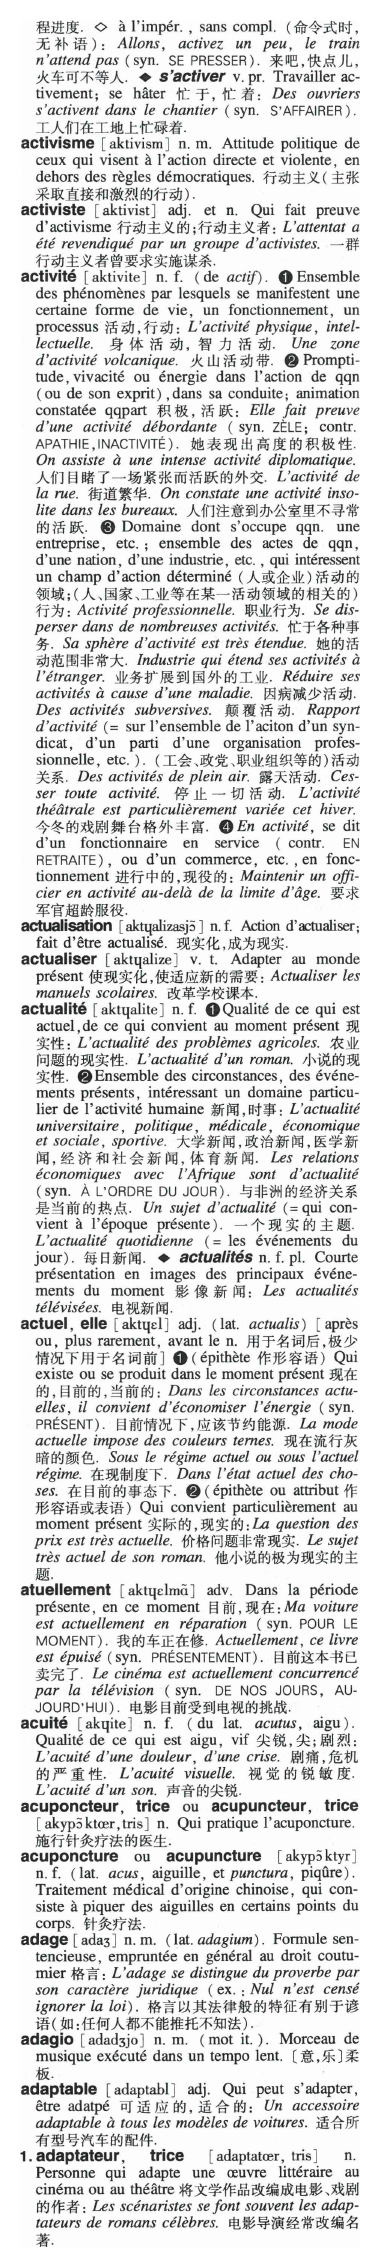 程进度. ◇ à l'impér. , sans compl. (命令式时,
无补语): Allons, activez un peu, le train
n'attend pas (syn. SE PRESSER). 来吧,快点儿,
火车可不等人. ◆ s'activer v. pr. Travailler ac-
tivement; se hâter 忙于,忙着: Des ouvriers
s'activent dans le chantier (syn. S'AFFAIRER).
工人们在工地上忙碌着.
activisme [aktivism] n. m. Attitude politique de
ceux qui visent à l'action directe et violente, en
dehors des règles démocratiques. 行动主义(主张
采取直接和激烈的行动).
activiste [aktivist] adj. et n. Qui fait preuve
d'activisme 行动主义的;行动主义者: L'attentat a
été revendiqué par un groupe d'activistes. 一群
行动主义者曾要求实施谋杀.
activité [aktivite] n. f. (de actif). ❶ Ensemble
des phénomènes par lesquels se manifestent une
certaine forme de vie, un fonctionnement, un
processus 活动,行动: L'activité physique, intel-
lectuelle. 身体活动,智力活动. Une zone
d'activité volcanique. 火山活动带. ❷ Prompti-
tude, vivacité ou énergie dans l'action de qqn
(ou de son exprit), dans sa conduite; animation
constatée qqpart 积极,活跃: Elle fait preuve
d'une activité débordante (syn. ZÈLE; contr.
APATHIE, INACTIVITÉ). 她表现出高度的积极性.
On assiste à une intense activité diplomatique.
人们目睹了一场紧张而活跃的外交. L'activité de
la rue. 街道繁华. On constate une activité inso-
lite dans les bureaux. 人们注意到办公室里不寻常
的活跃. ❸ Domaine dont s'occupe qqn. une
entreprise, etc. ; ensemble des actes de qqn,
d'une nation, d'une industrie, etc. , qui intéressent
un champ d'action déterminé (人或企业)活动的
领域;(人、国家、工业等在某一活动领域的相关的)
行为: Activité professionnelle. 职业行为. Se dis-
perser dans de nombreuses activités. 忙于各种事
务. Sa sphère d'activité est très étendue. 她的活
动范围非常大. Industrie qui étend ses activités à
l'étranger. 业务扩展到国外的工业. Réduire ses
activités à cause d'une maladie. 因病减少活动.
Des activités subversives. 颠覆活动. Rapport
d'activité (= sur l'ensemble de l'aciton d'un syn-
dicat, d'un parti d'une organisation profes-
sionnelle, etc. ). (工会、政党、职业组织等的)活动
关系. Des activités de plein air. 露天活动. Ces-
ser toute activité. 停止一切活动. L'activité
théâtrale est particulièrement variée cet hiver.
今冬的戏剧舞台格外丰富. ❹ En activité, se dit
d'un fonctionnaire en service (contr. EN
RETRAITE), ou d'un commerce, etc. , en fonc-
tionnement 进行中的,现役的: Maintenir un offi-
cier en activité au-delà de la limite d'âge. 要求
军官超龄服役.
actualisation [aktɥalizasjɔ̃] n. f. Action d'actualiser;
fait d'être actualisé. 现实化,成为现实.
actualiser [aktɥalize] v. t. Adapter au monde
présent 使现实化,使适应新的需要: Actualiser les
manuels scolaires. 改革学校课本.
actualité [aktɥalite] n. f. ❶ Qualité de ce qui est
actuel, de ce qui convient au moment présent 现
实性: L'actualité des problèmes agricoles. 农业
问题的现实性. L'actualité d'un roman. 小说的现
实性. ❷ Ensemble des circonstances, des événe-
ments présents, intéressant un domaine particu-
lier de l'activité humaine 新闻,时事: L'actualité
universitaire, politique, médicale, économique
et sociale, sportive. 大学新闻,政治新闻,医学新
闻,经济和社会新闻,体育新闻. Les relations
économiques avec l'Afrique sont d'actualité
(syn. À L'ORDRE DU JOUR). 与非洲的经济关系
是当前的热点. Un sujet d'actualité (= qui con-
vient à l'époque présente). 一个现实的主题.
L'actualité quotidienne (= les événements du
jour). 每日新闻. ◆ actualités n. f. pl. Courte
présentation en images des principaux événe-
ments du moment 影像新闻: Les actualités
télévisées. 电视新闻.
actuel, elle [aktɥɛl] adj. (lat. actualis) [après
ou, plus rarement, avant le n. 用于名词后,极少
情况下用于名词前] ❶ (épithète 作形容语) Qui
existe ou se produit dans le moment présent 现在
的,目前的,当前的: Dans les circonstances actu-
elles, il convient d'économiser l'énergie (syn.
PRÉSENT). 目前情况下,应该节约能源. La mode
actuelle impose des couleurs ternes. 现在流行灰
暗的颜色. Sous le régime actuel ou sous l'actuel
régime. 在现制度下. Dans l'état actuel des cho-
ses. 在目前的事态下. ❷ (épithète ou attribut 作
形容语或表语) Qui convient particulièrement au
moment présent 实际的,现实的: La question des
prix est très actuelle. 价格问题非常现实. Le sujet
très actuel de son roman. 他小说的极为现实的主
题.
atuellement [aktɥɛlmɑ̃] adv. Dans la période
présente, en ce moment 目前,现在: Ma voiture
est actuellement en réparation (syn. POUR LE
MOMENT). 我的车正在修. Actuellement, ce livre
est épuisé (syn. PRÉSENTEMENT). 目前这本书已
卖完了. Le cinéma est actuellement concurrencé
par la télévision (syn. DE NOS JOURS, AU-
JOURD'HUI). 电影目前受到电视的挑战.
acuité [akɥite] n. f. (du lat. acutus, aigu).
Qualité de ce qui est aigu, vif 尖锐,尖;剧烈:
L'acuité d'une douleur, d'une crise. 剧痛,危机
的严重性. L'acuité visuelle. 视觉的锐敏度.
L'acuité d'un son. 声音的尖锐.
acuponcteur, trice ou acupuncteur, trice
[akypɔ̃ktœr, tris] n. Qui pratique l'acuponcture.
施行针灸疗法的医生.
acuponcture ou acupuncture [akypɔ̃ktyr]
n. f. (lat. acus, aiguille, et punctura, piqûre).
Traitement médical d'origine chinoise, qui con-
siste à piquer des aiguilles en certains points du
corps. 针灸疗法.
adage [adaʒ] n. m. (lat. adagium). Formule sen-
tencieuse, empruntée en général au droit coutu-
mier 格言: L'adage se distingue du proverbe par
son caractère juridique (ex. : Nul n'est censé
ignorer la loi). 格言以其法律般的特征有别于谚
语(如:任何人都不能推托不知法).
adagio [adadʒjo] n. m. (mot it. ). Morceau de
musique exécuté dans un tempo lent. [意,乐]柔
板.
adaptable [adaptabl] adj. Qui peut s'adapter,
être adatpé 可适应的,适合的: Un accessoire
adaptable à tous les modèles de voitures. 适合所
有型号汽车的配件.
1. adaptateur, trice [adaptatœr, tris] n.
Personne qui adapte une œuvre littéraire au
cinéma ou au théâtre 将文学作品改编成电影、戏剧
的作者: Les scénaristes se font souvent les adap-
tateurs de romans célèbres. 电影导演经常改编名
著.